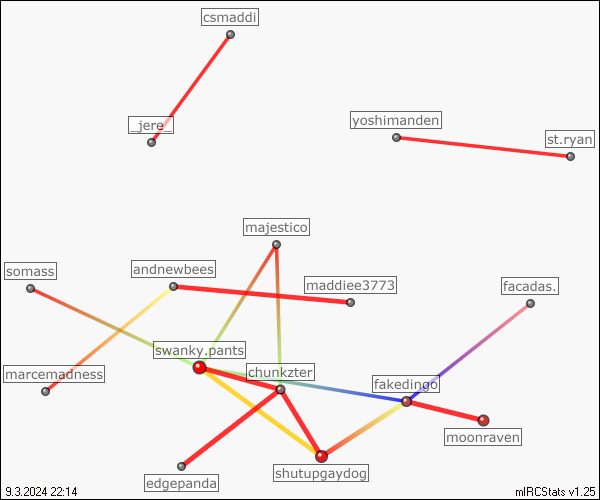 csmaddi
_jere_
yoshimanden
st.ryan
majestico
somass
andnewbees
maddiee3773
facadas.
swanky.pants
marcemadness
chunkzter
fakedingo
moonraven
edgepanda
shutupgaydog
9.3.2024 22:14
mIRCStats v1.25